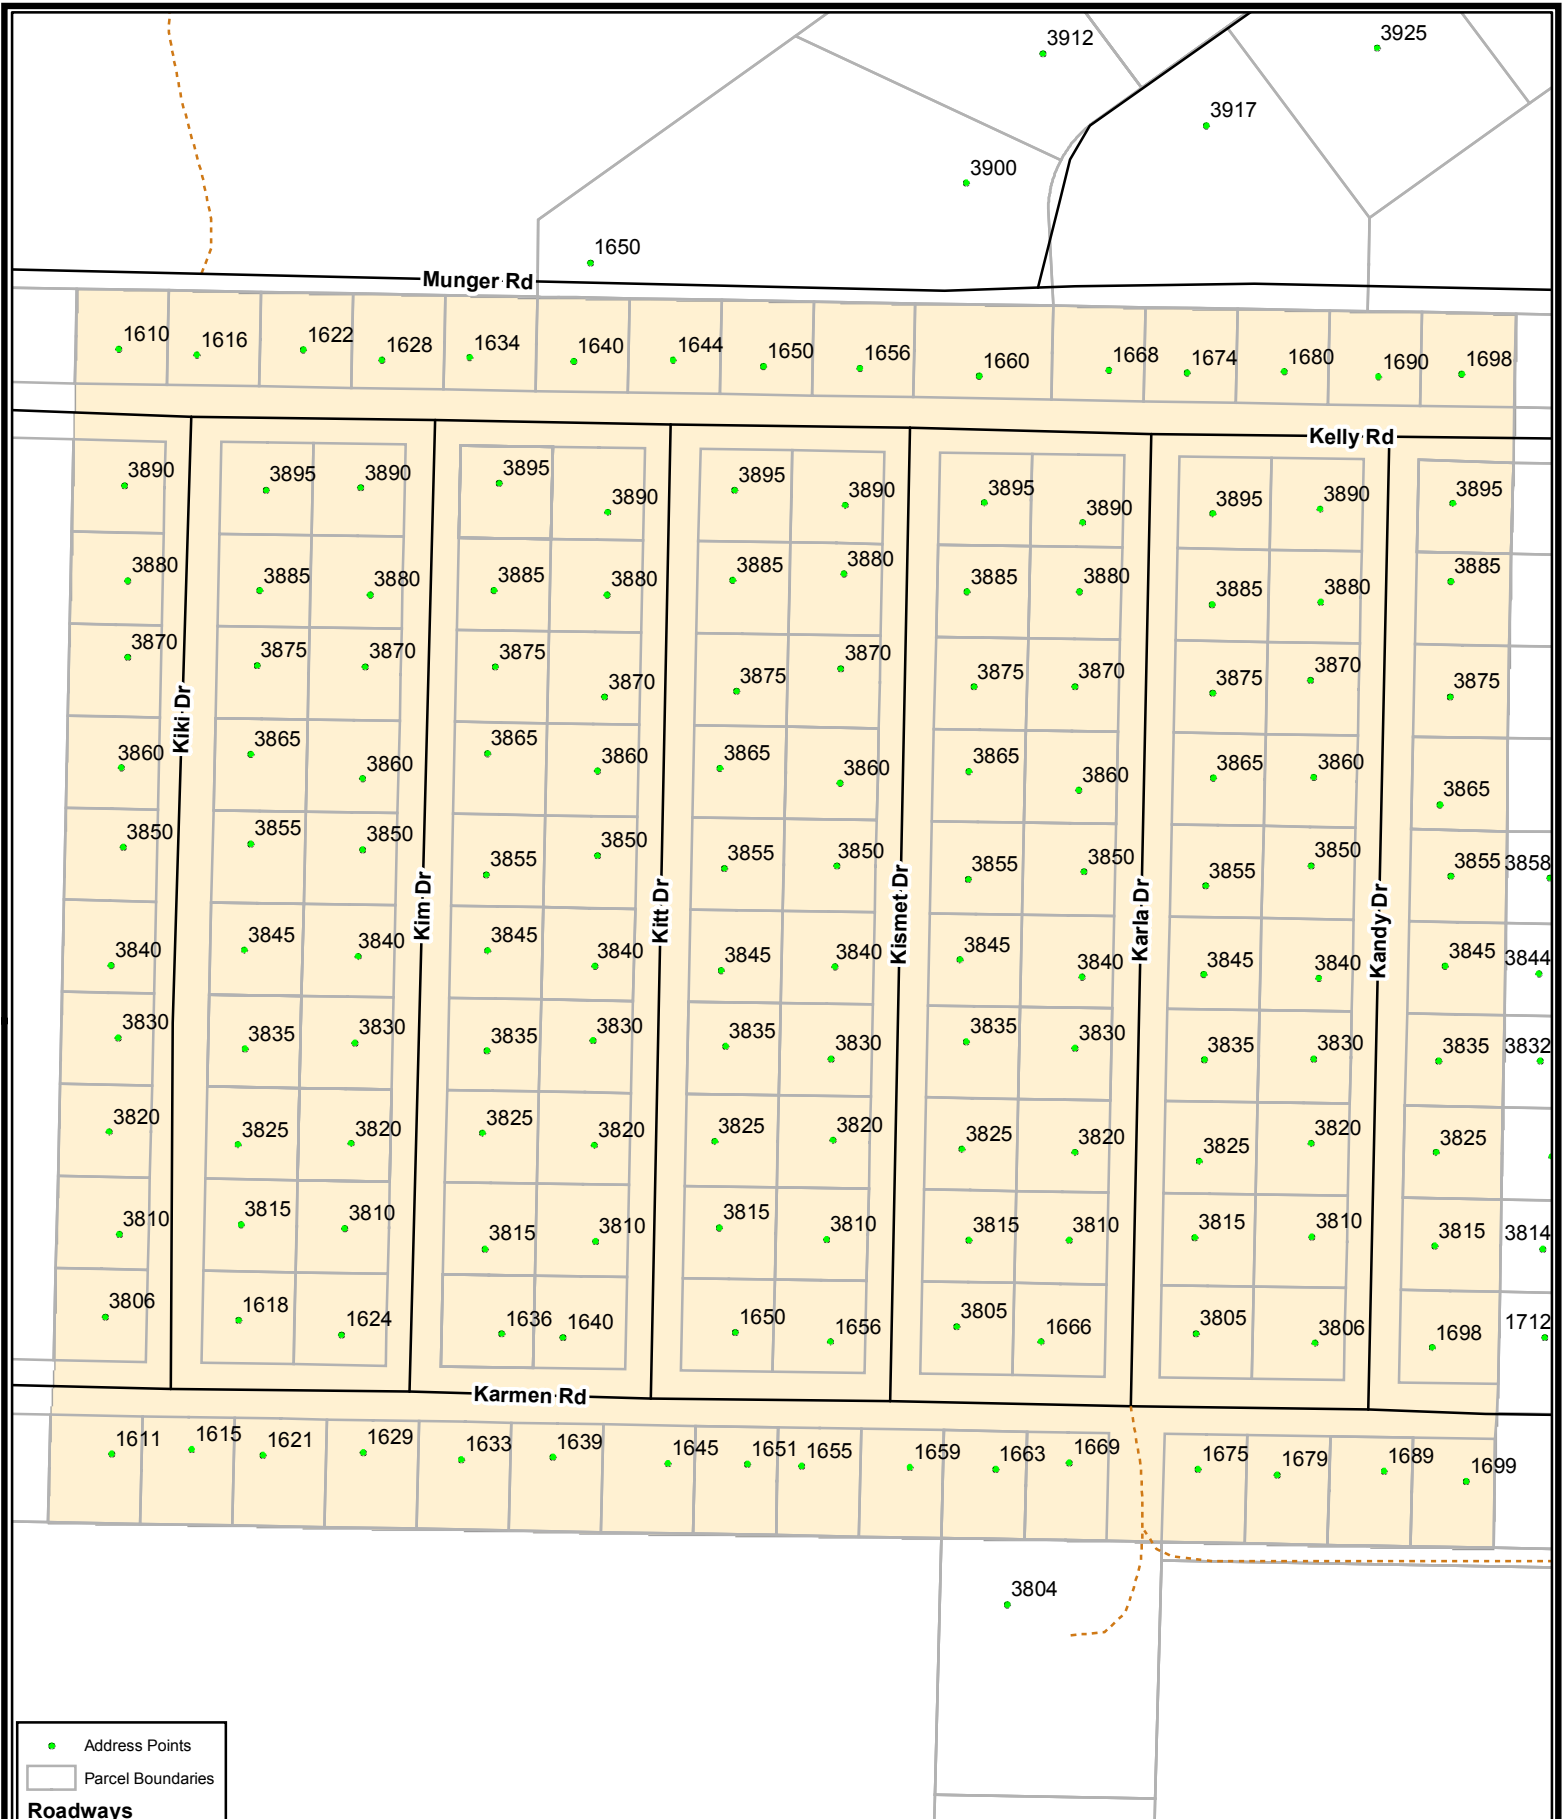 3912
3925
3917
3900
1650
Munger Rd
1610 1616 1622 1628 1634 1640 1644 1650 1656 1660 1668 1674 1680 1690 1698
Kelly Rd
3890 3895 3890 3895 3890 3895 3890 3895 3890 3895 3890 3895
3880 3885 3880 3885 3880 3885 3880 3885 3880 3885 3880 3885
3870 3875 3870 3875 3870 3875 3870 3875 3870 3875 3870 3875
Kiki Dr
3860 3865 3860 3865 3860 3865 3860 3865 3860 3865 3860 3865
3850 3855 3850 3855 3850 3855 3850 3855 3850 3855 3850 3855 3858
Kim Dr
Kitt Dr
Kismet Dr
Karla Dr
Kandy Dr
3840 3845 3840 3845 3840 3845 3840 3845 3840 3845 3840 3845 3844
3830 3835 3830 3835 3830 3835 3830 3835 3830 3835 3830 3835 3832
3820 3825 3820 3825 3820 3825 3820 3825 3820 3825 3820 3825
3810 3815 3810 3815 3810 3815 3810 3815 3810 3815 3810 3815 3814
3806 1618 1624 1636 1640 1650 1656 3805 1666 3805 3806 1698 1712
Karmen Rd
1611 1615 1621 1629 1633 1639 1645 1651 1655 1659 1663 1669 1675 1679 1689 1699
3804
Address Points
Parcel Boundaries
Roadways